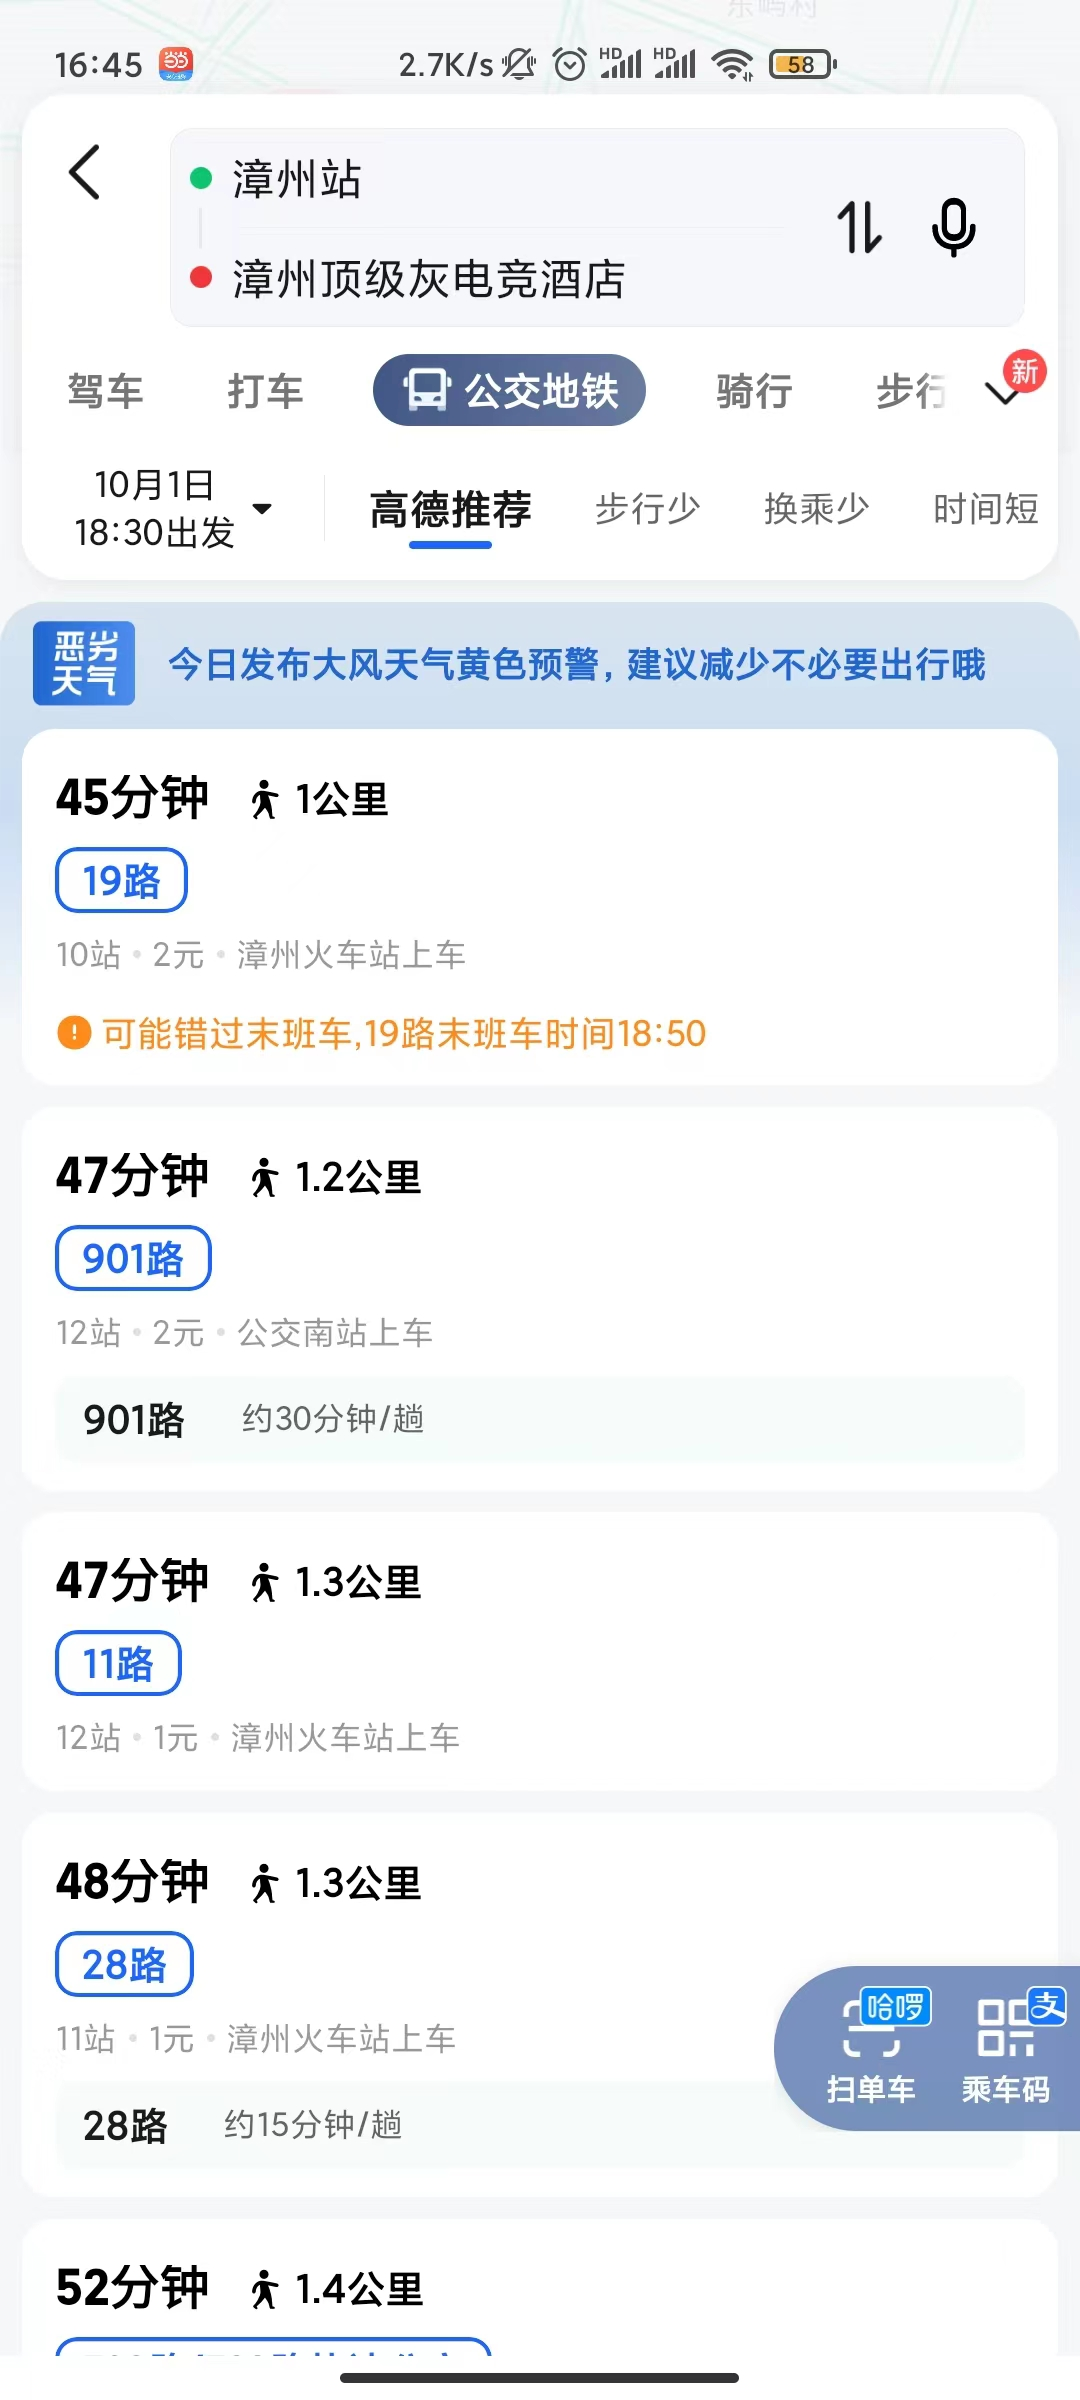 东屿村
16:45
2.7K/s HD HD 58
漳州站
漳州顶级灰电竞酒店
驾车 打车 公交地铁 骑行 步行 新
10月1日
18:30出发
高德推荐 步行少 换乘少 时间短
恶劣
天气
今日发布大风天气黄色预警,建议减少不必要出行哦
45分钟 1公里
19路
10站 • 2元 • 漳州火车站上车
可能错过末班车,19路末班车时间18:50
47分钟 1.2公里
901路
12站 • 2元 • 公交南站上车
901路 约30分钟/趟
47分钟 1.3公里
11路
12站 • 1元 • 漳州火车站上车
48分钟 1.3公里
28路
11站 • 1元 • 漳州火车站上车
28路 约15分钟/趟
哈啰 支
扫单车 乘车码
52分钟 1.4公里